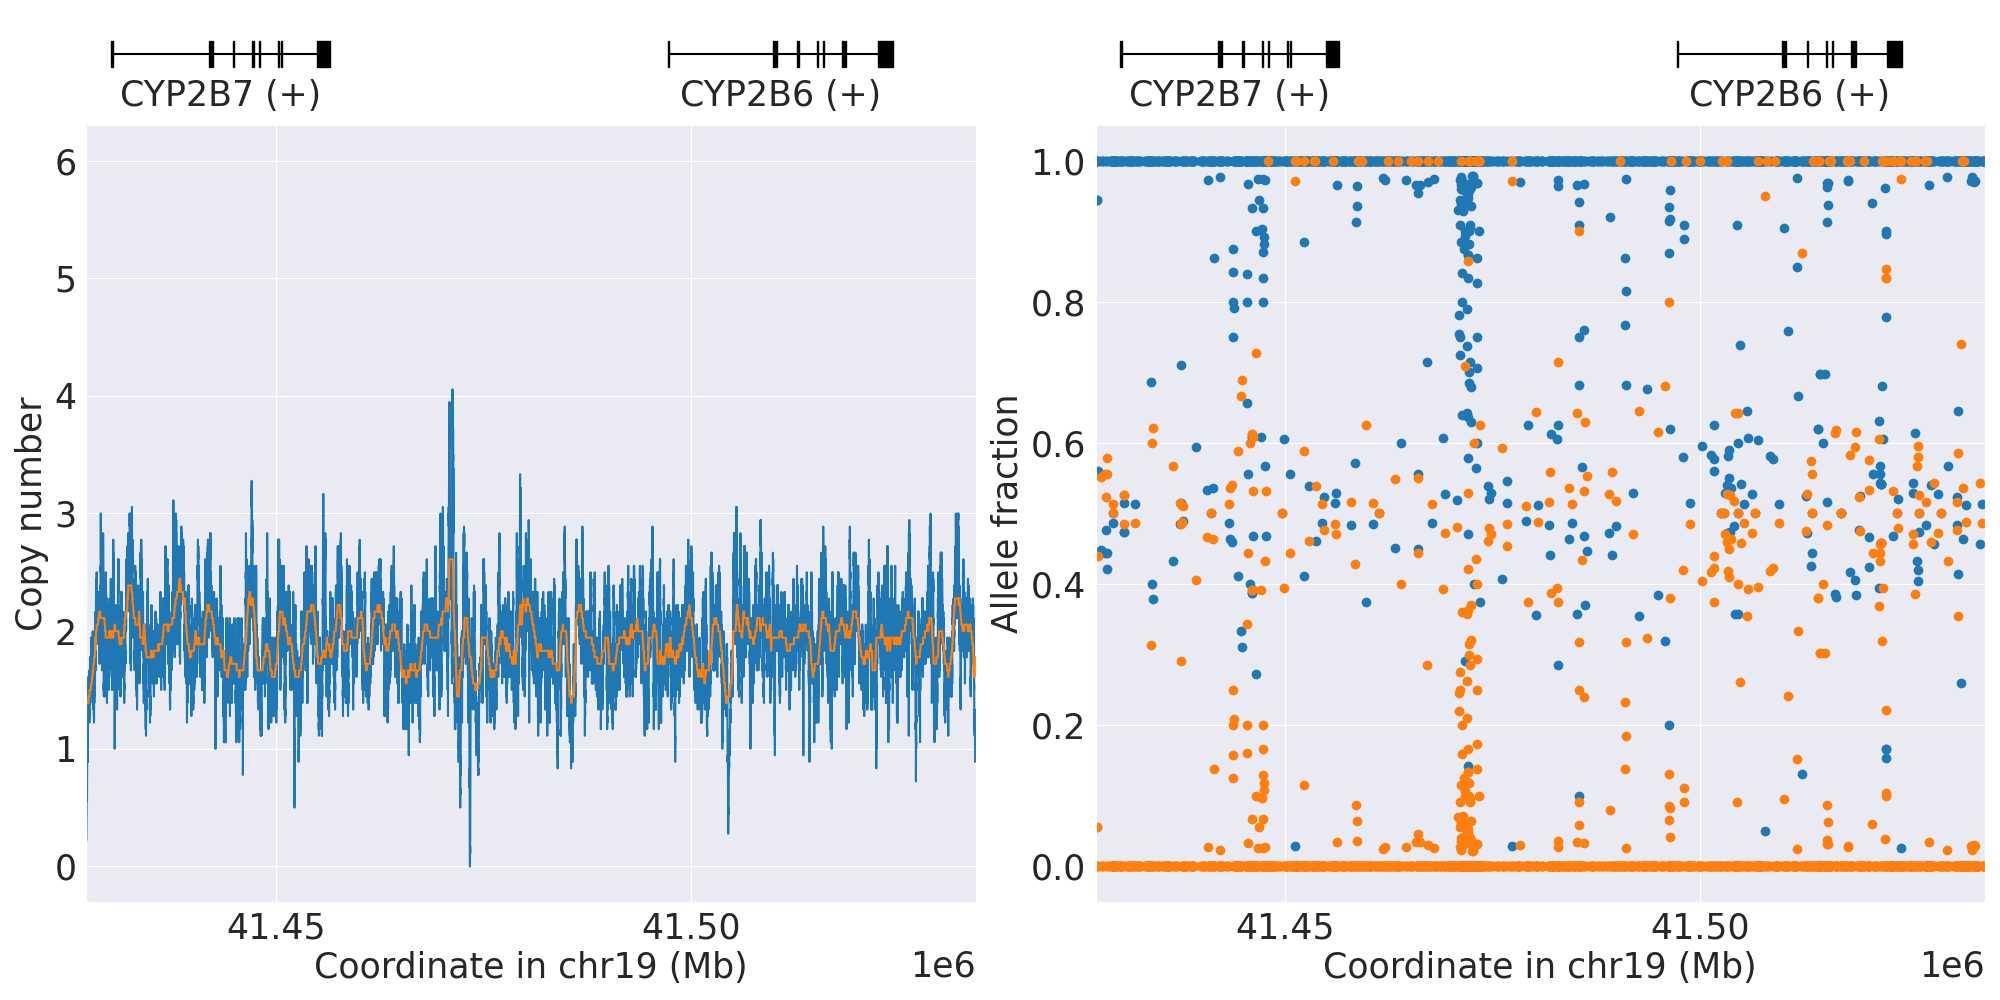 CYP2B7 (+) CYP2B6 (+)
6
5
4
3
2
1
0
Copy number
41.45 41.50
Coordinate in chr19 (Mb) 1e6
CYP2B7 (+) CYP2B6 (+)
1.0
0.8
0.6
0.4
0.2
0.0
Allele fraction
41.45 41.50
Coordinate in chr19 (Mb) 1e6